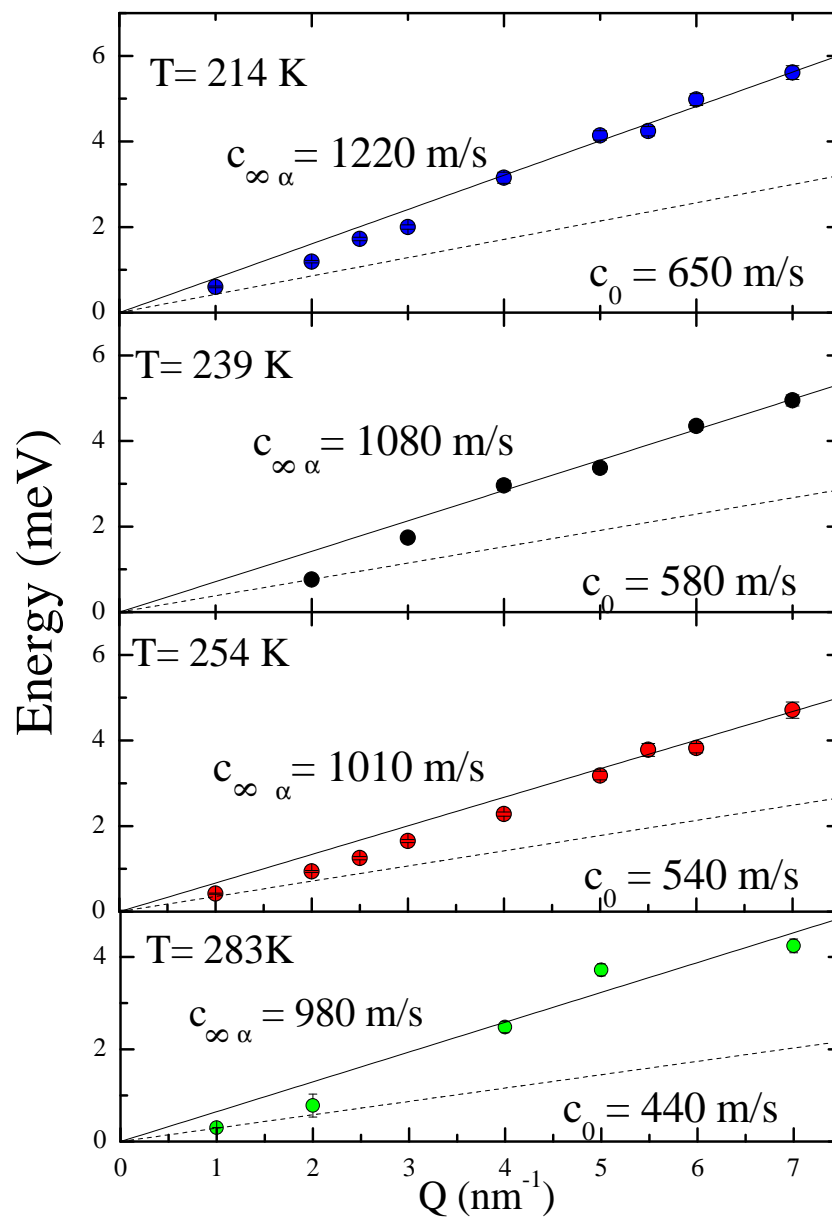 6
T= 214 K
4
c∞ α= 1220 m/s
2
c0 = 650 m/s
0
6
T= 239 K
4
c∞ α= 1080 m/s
2
c0 = 580 m/s
0
Energy (meV)
6
T= 254 K
4
c∞ α= 1010 m/s
2
c0 = 540 m/s
0
T= 283K
4
c∞ α = 980 m/s
2
c0 = 440 m/s
0
0 1 2 3 4 5 6 7
Q (nm-1)